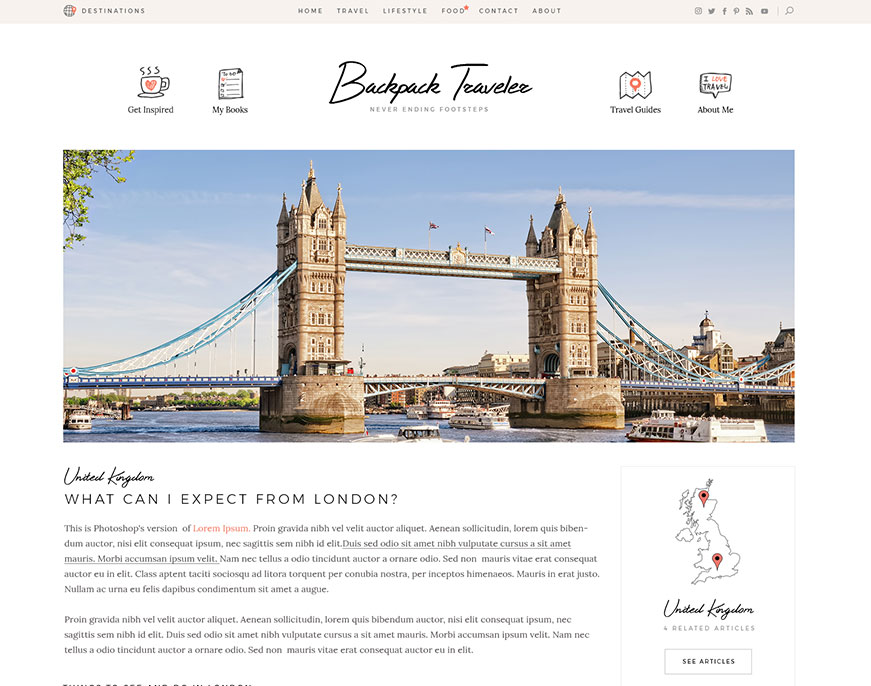 DESTINATIONS
HOME TRAVEL LIFESTYLE FOOD CONTACT ABOUT
TO DO
I LOVE
TRAVEL
Get Inspired
My Books
Backpack Traveler
NEVER ENDING FOOTSTEPS
Travel Guides
About Me
United Kingdom
WHAT CAN I EXPECT FROM LONDON?
This is Photoshop's version of Lorem Ipsum. Proin gravida nibh vel velit auctor aliquet. Aenean sollicitudin, lorem quis biben-
dum auctor, nisi elit consequat ipsum, nec sagittis sem nibh id elit.Duis sed odio sit amet nibh vulputate cursus a sit amet
mauris. Morbi accumsan ipsum velit. Nam nec tellus a odio tincidunt auctor a ornare odio. Sed non mauris vitae erat consequat
auctor eu in elit. Class aptent taciti sociosqu ad litora torquent per conubia nostra, per inceptos himenaeos. Mauris in erat justo.
Nullam ac urna eu felis dapibus condimentum sit amet a augue.
Proin gravida nibh vel velit auctor aliquet. Aenean sollicitudin, lorem quis bibendum auctor, nisi elit consequat ipsum, nec
sagittis sem nibh id elit. Duis sed odio sit amet nibh vulputate cursus a sit amet mauris. Morbi accumsan ipsum velit. Nam nec
tellus a odio tincidunt auctor a ornare odio. Sed non mauris vitae erat consequat auctor eu in elit.
United Kingdom
4 RELATED ARTICLES
SEE ARTICLES